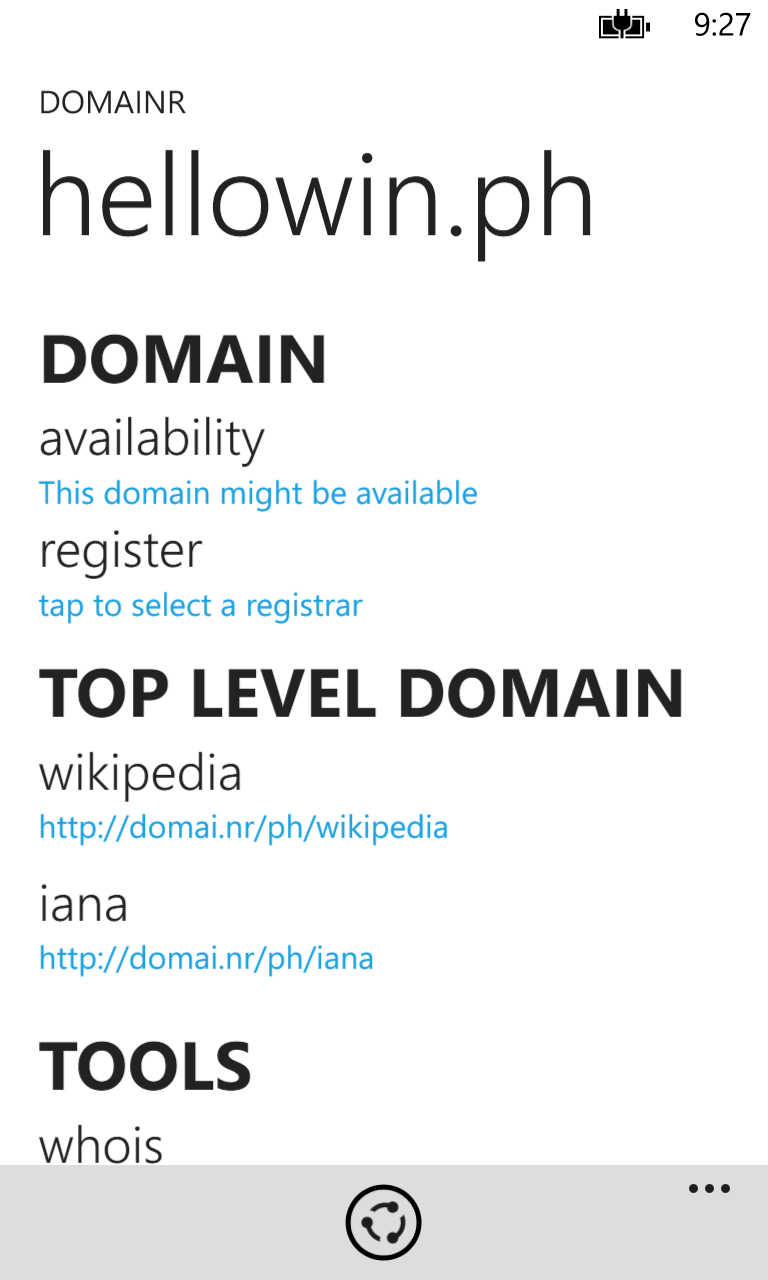 9:27
DOMAINR
hellowin.ph
DOMAIN
availability
This domain might be available
register
tap to select a registrar
TOP LEVEL DOMAIN
wikipedia
http://domai.nr/ph/wikipedia
iana
http://domai.nr/ph/iana
TOOLS
whois